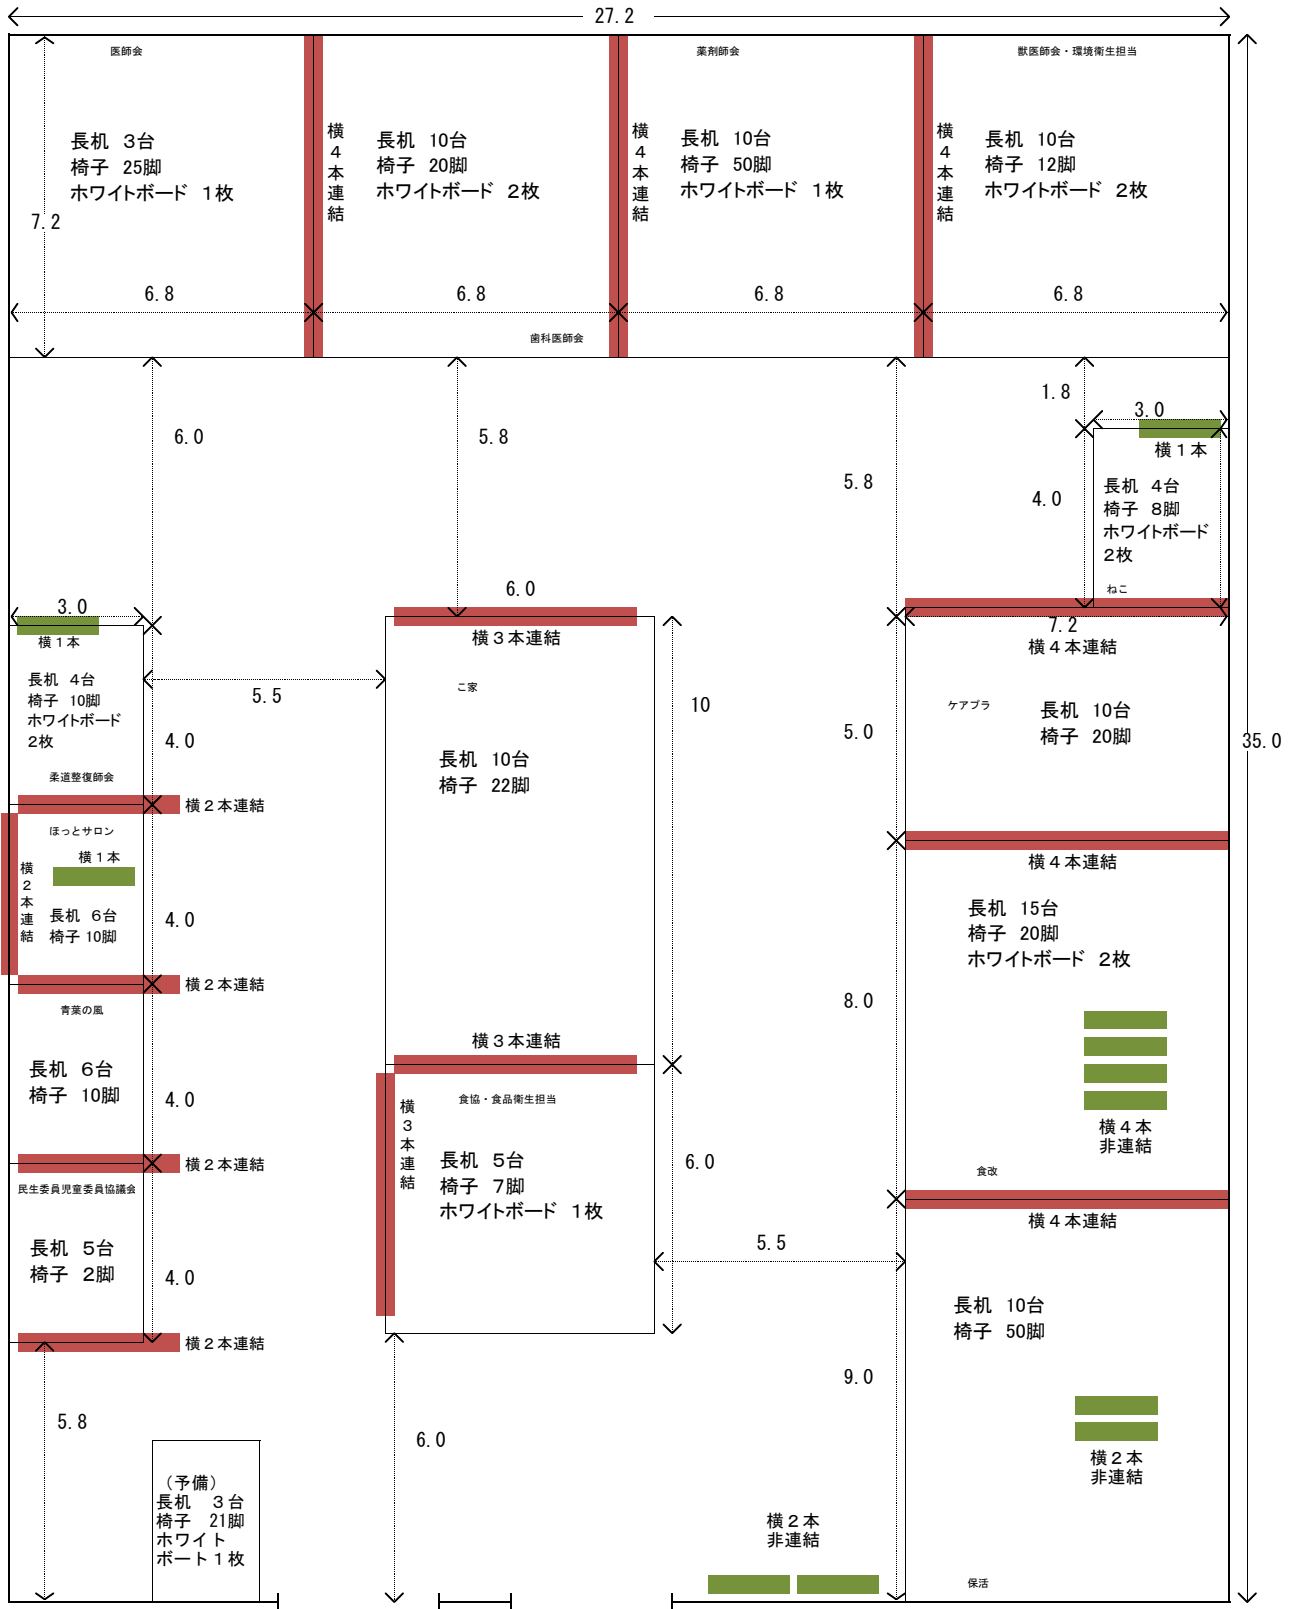 27.2
医師会
薬剤師会
獣医師会・環境衛生担当
長机 3台
椅子 25脚
ホワイトボード 1枚
横4本連結
長机 10台
椅子 20脚
ホワイトボード 2枚
横4本連結
長机 10台
椅子 50脚
ホワイトボード 1枚
横4本連結
長机 10台
椅子 12脚
ホワイトボード 2枚
7.2
6.8
6.8
6.8
6.8
歯科医師会
6.0
5.8
5.8
1.8
3.0
横1本
4.0
長机 4台
椅子 8脚
ホワイトボード
2枚
ねこ
7.2
横4本連結
3.0
横1本
長机 4台
椅子 10脚
ホワイトボード
2枚
柔道整復師会
5.5
4.0
6.0
横3本連結
こ家
長机 10台
椅子 22脚
10
ケアプラ
長机 10台
椅子 20脚
5.0
35.0
横2本連結
ほっとサロン
横1本
横2本連結
長机 6台
椅子 10脚
4.0
横2本連結
横4本連結
長机 15台
椅子 20脚
ホワイトボード 2枚
8.0
横4本
非連結
食改
青葉の風
長机 6台
椅子 10脚
4.0
横2本連結
横3本連結
食協・食品衛生担当
横3本連結
長机 5台
椅子 7脚
ホワイトボード 1枚
6.0
横4本連結
民生委員児童委員協議会
長机 5台
椅子 2脚
4.0
横2本連結
5.5
長机 10台
椅子 50脚
9.0
横2本
非連結
保活
5.8
6.0
(予備)
長机 3台
椅子 21脚
ホワイト
ボート1枚
横2本
非連結